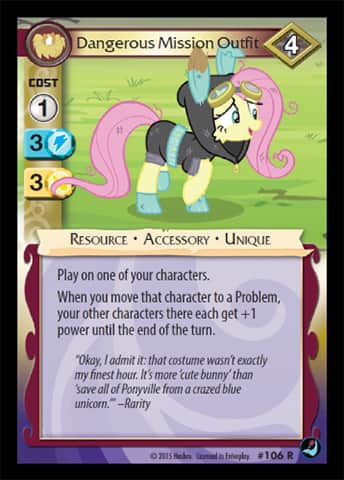 Dangerous Mission Outfit
4
COST
1
3
3
RESOURCE • ACCESSORY • UNIQUE
Play on one of your characters.
When you move that character to a Problem,
your other characters there each get +1
power until the end of the turn.
"Okay, I admit it: that costume wasn't exactly
my finest hour. It's more 'cute bunny' than
'save all of Ponyville from a crazed blue
unicorn.'" –Rarity
© 2015 Hasbro. Licensed to Enterplay. #106 R